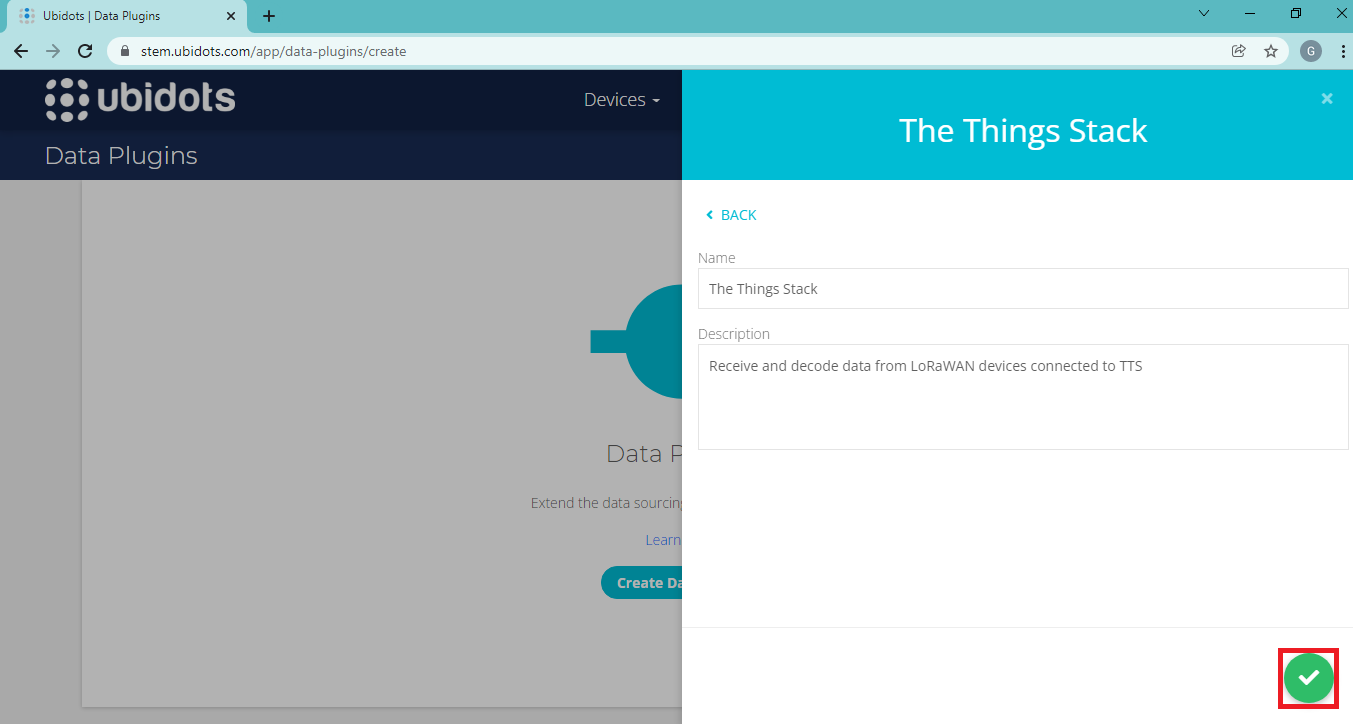 Ubidots | Data Plugins
stem.ubidots.com/app/data-plugins/create
G
ubidots
Devices
Data Plugins
Data P
Extend the data sourcing
Learn
Create Da
The Things Stack
BACK
Name
The Things Stack
Description
Receive and decode data from LoRaWAN devices connected to TTS